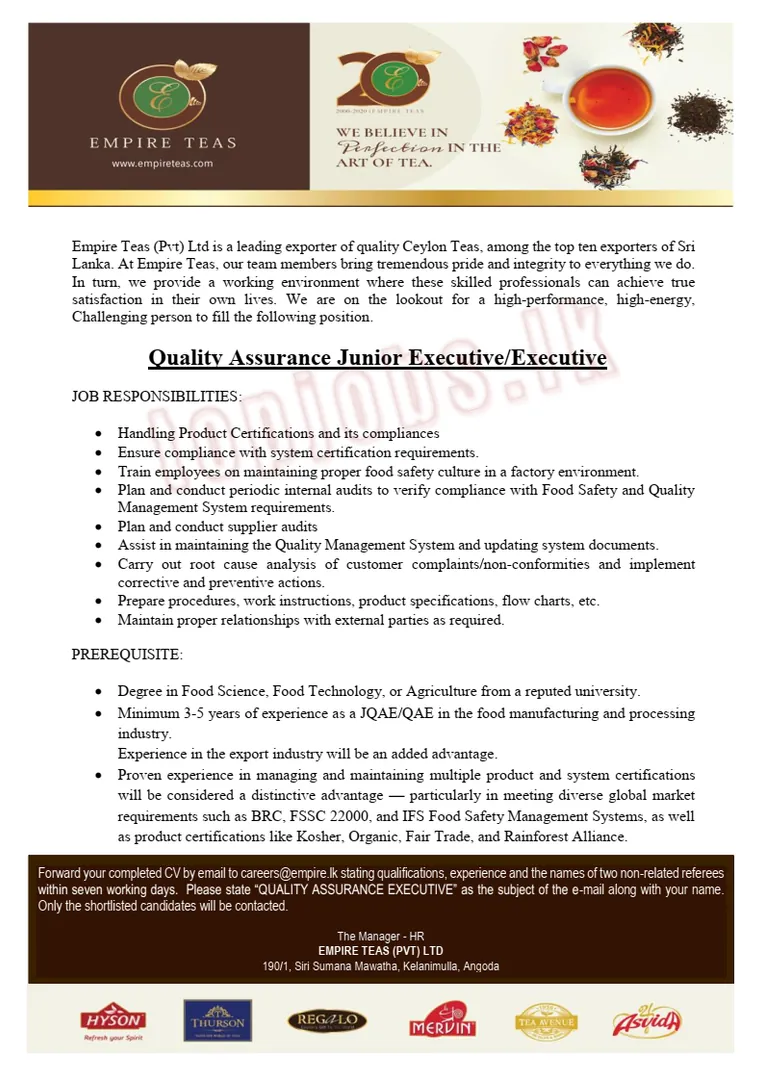 EMPIRE TEAS
www.empireteas.com
20
2000-2020 | EMPIRE TEAS
WE BELIEVE IN
Perfection IN THE
ART OF TEA.
Empire Teas (Pvt) Ltd is a leading exporter of quality Ceylon Teas, among the top ten exporters of Sri
Lanka. At Empire Teas, our team members bring tremendous pride and integrity to everything we do.
In turn, we provide a working environment where these skilled professionals can achieve true
satisfaction in their own lives. We are on the lookout for a high-performance, high-energy,
Challenging person to fill the following position.
Quality Assurance Junior Executive/Executive
JOB RESPONSIBILITIES:
• Handling Product Certifications and its compliances
• Ensure compliance with system certification requirements.
• Train employees on maintaining proper food safety culture in a factory environment.
• Plan and conduct periodic internal audits to verify compliance with Food Safety and Quality
Management System requirements.
• Plan and conduct supplier audits
• Assist in maintaining the Quality Management System and updating system documents.
• Carry out root cause analysis of customer complaints/non-conformities and implement
corrective and preventive actions.
• Prepare procedures, work instructions, product specifications, flow charts, etc.
• Maintain proper relationships with external parties as required.
topjobs.lk
PREREQUISITE:
• Degree in Food Science, Food Technology, or Agriculture from a reputed university.
• Minimum 3-5 years of experience as a JQAE/QAE in the food manufacturing and processing
industry.
Experience in the export industry will be an added advantage.
• Proven experience in managing and maintaining multiple product and system certifications
will be considered a distinctive advantage — particularly in meeting diverse global market
requirements such as BRC, FSSC 22000, and IFS Food Safety Management Systems, as well
as product certifications like Kosher, Organic, Fair Trade, and Rainforest Alliance.
Forward your completed CV by email to careers@empire.lk stating qualifications, experience and the names of two non-related referees
within seven working days. Please state “QUALITY ASSURANCE EXECUTIVE” as the subject of the e-mail along with your name.
Only the shortlisted candidates will be contacted.
The Manager - HR
EMPIRE TEAS (PVT) LTD
190/1, Siri Sumana Mawatha, Kelanimulla, Angoda
HYSON
Refresh your Spirit
THURSON
REGALO
MERVIN
TEA AVENUE
Asvida